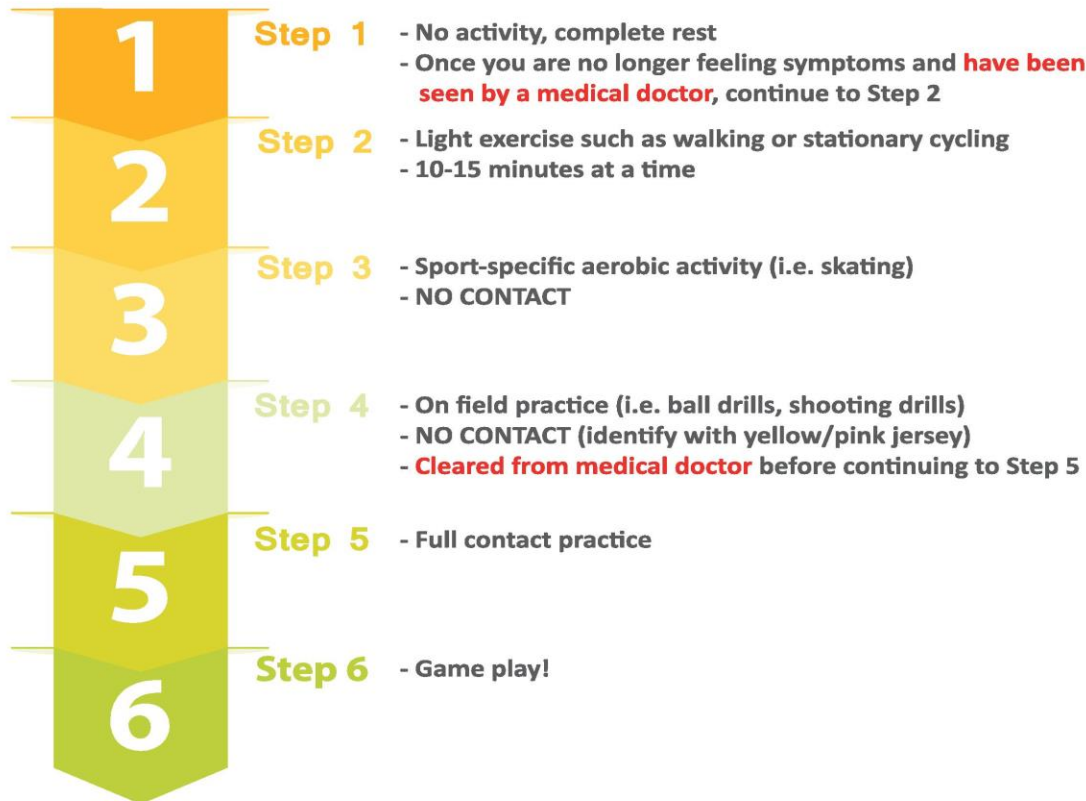 1
Step 1
- No activity, complete rest
- Once you are no longer feeling symptoms and have been
seen by a medical doctor, continue to Step 2
2
Step 2
- Light exercise such as walking or stationary cycling
- 10-15 minutes at a time
3
Step 3
- Sport-specific aerobic activity (i.e. skating)
- NO CONTACT
4
Step 4
- On field practice (i.e. ball drills, shooting drills)
- NO CONTACT (identify with yellow/pink jersey)
- Cleared from medical doctor before continuing to Step 5
5
Step 5
- Full contact practice
6
Step 6
- Game play!